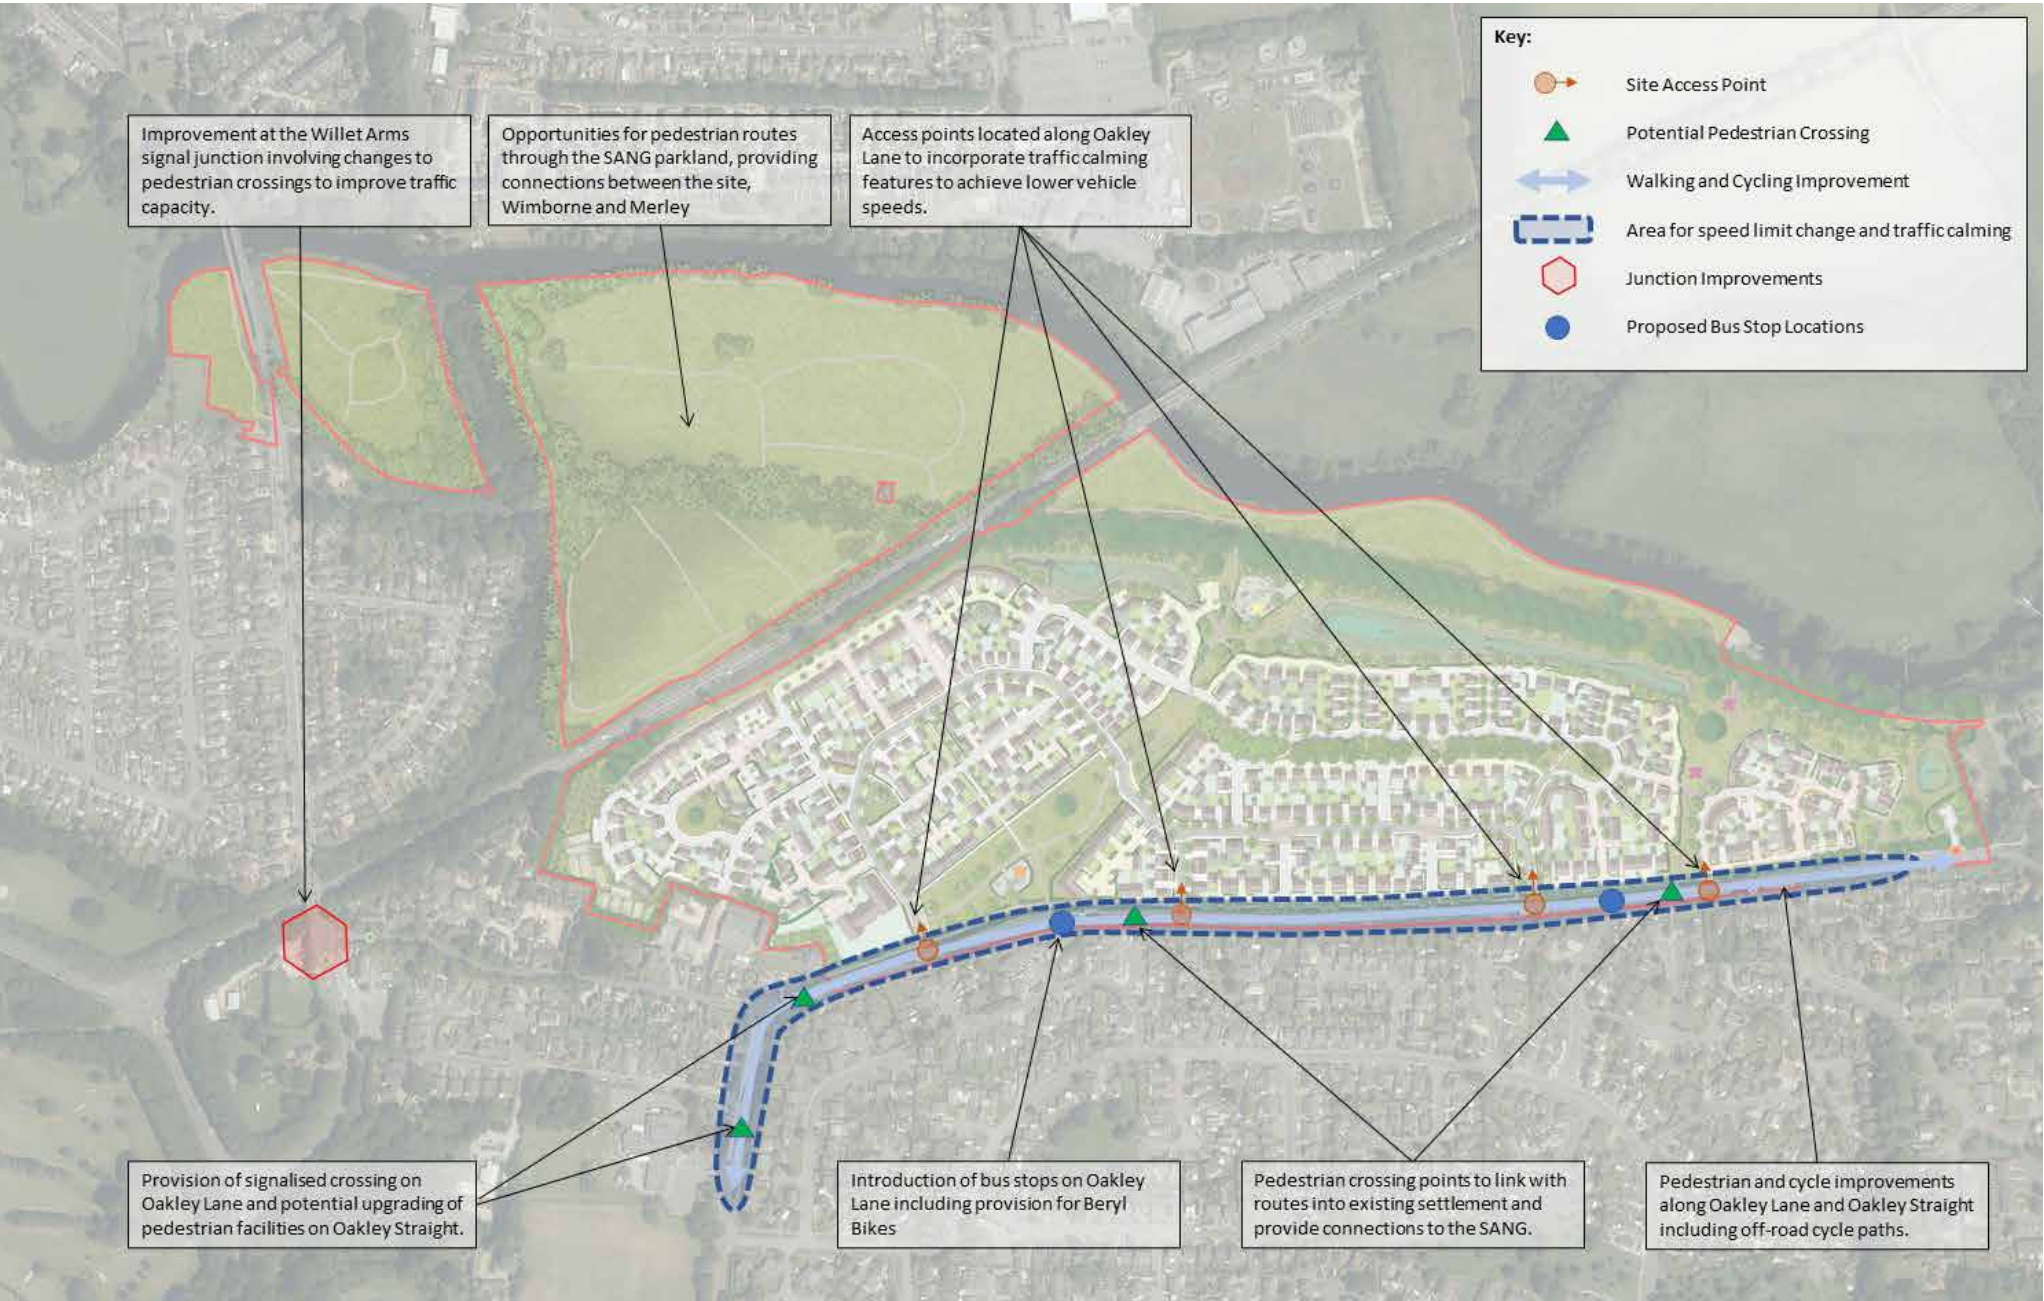 Improvement at the Willet Arms
signal junction involving changes to
pedestrian crossings to improve traffic
capacity.
Opportunities for pedestrian routes
through the SANG parkland, providing
connections between the site,
Wimborne and Merley
Access points located along Oakley
Lane to incorporate traffic calming
features to achieve lower vehicle
speeds.
Key:
Site Access Point
Potential Pedestrian Crossing
Walking and Cycling Improvement
Area for speed limit change and traffic calming
Junction Improvements
Proposed Bus Stop Locations
Provision of signalised crossing on
Oakley Lane and potential upgrading of
pedestrian facilities on Oakley Straight.
Introduction of bus stops on Oakley
Lane including provision for Beryl
Bikes
Pedestrian crossing points to link with
routes into existing settlement and
provide connections to the SANG.
Pedestrian and cycle improvements
along Oakley Lane and Oakley Straight
including off-road cycle paths.